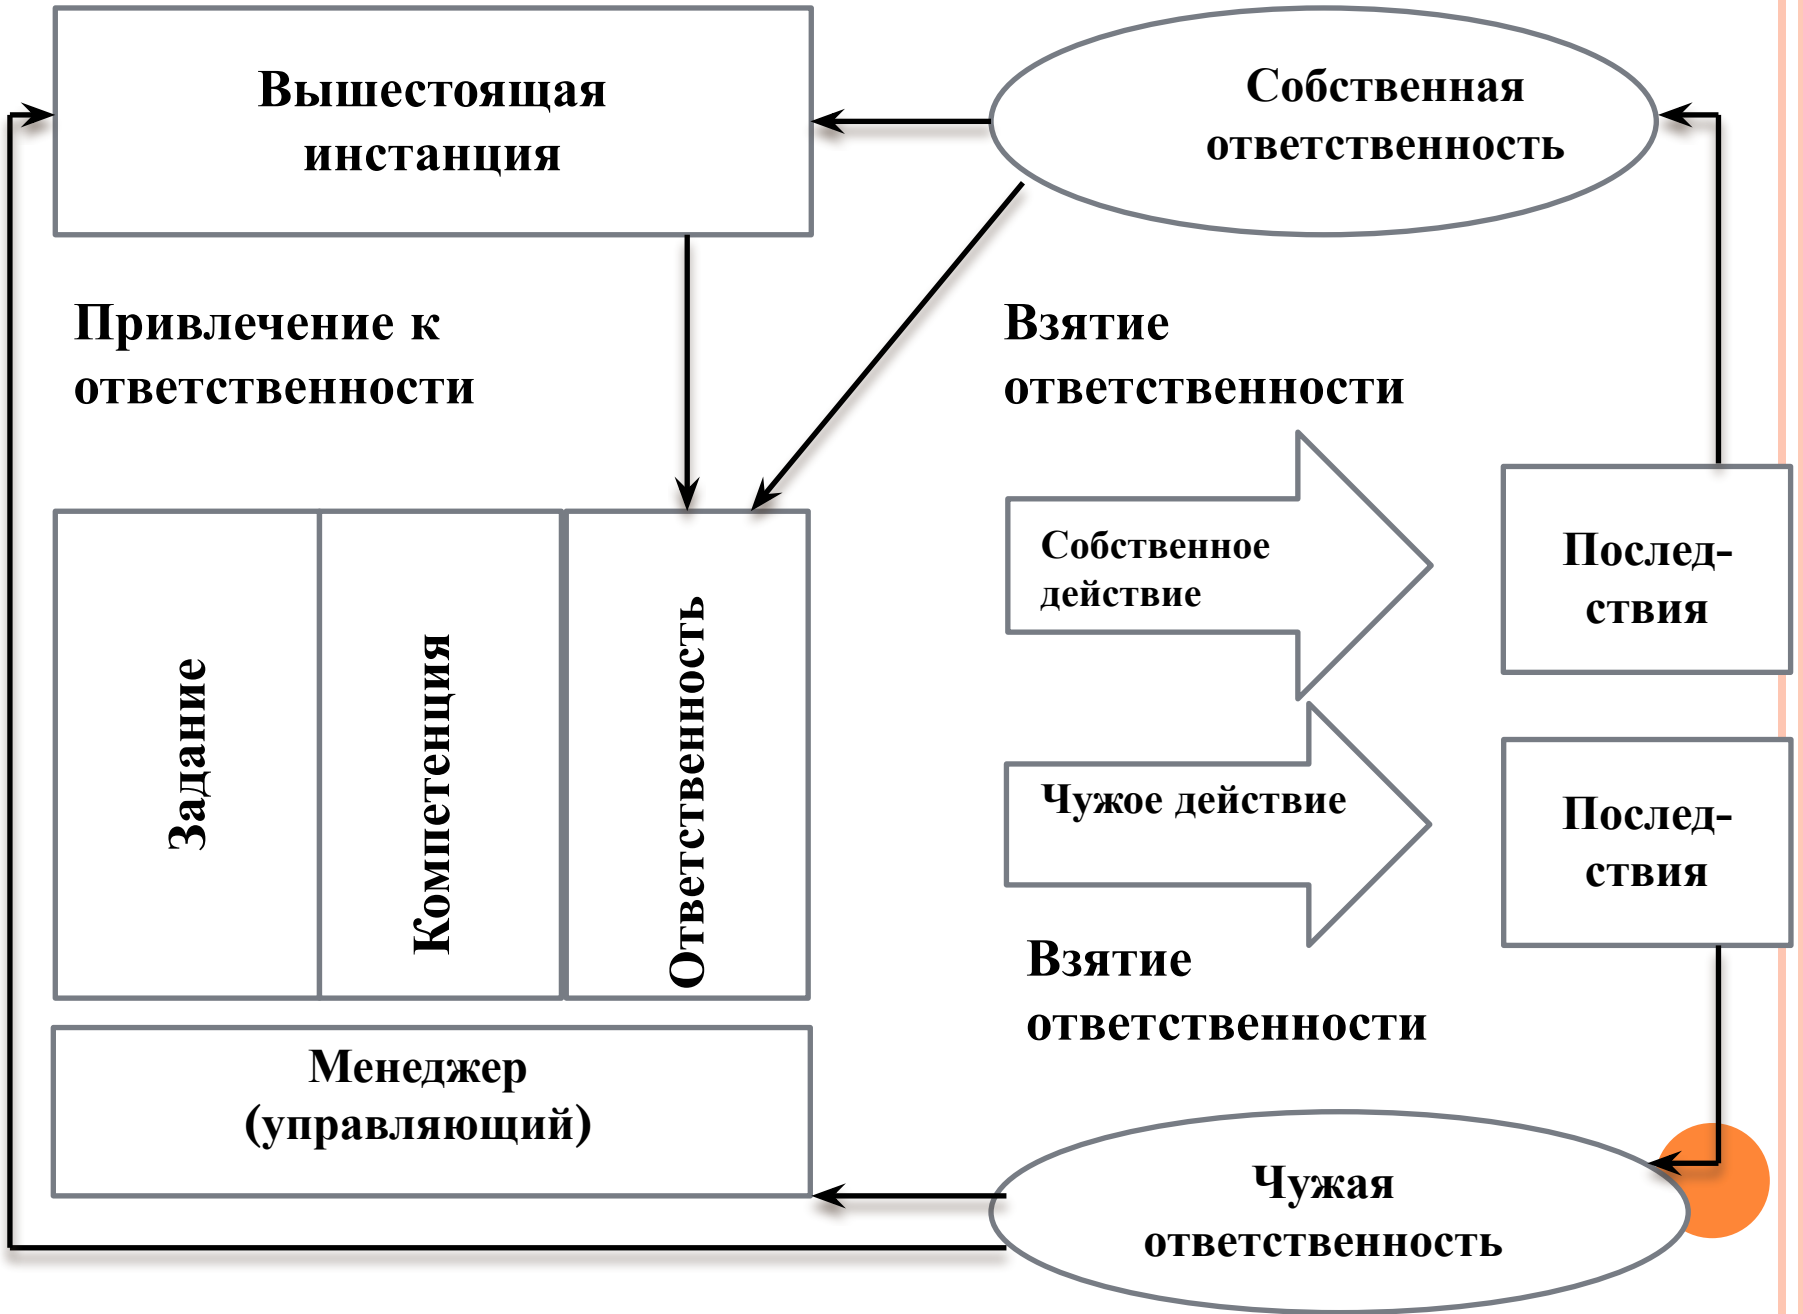 Вышестоящая
инстанция
Собственная
ответственность
Привлечение к
ответственности
Взятие
ответственности
Задание
Компетенция
Ответственность
Собственное
действие
Послед-
ствия
Чужое действие
Послед-
ствия
Взятие
ответственности
Менеджер
(управляющий)
Чужая
ответственность